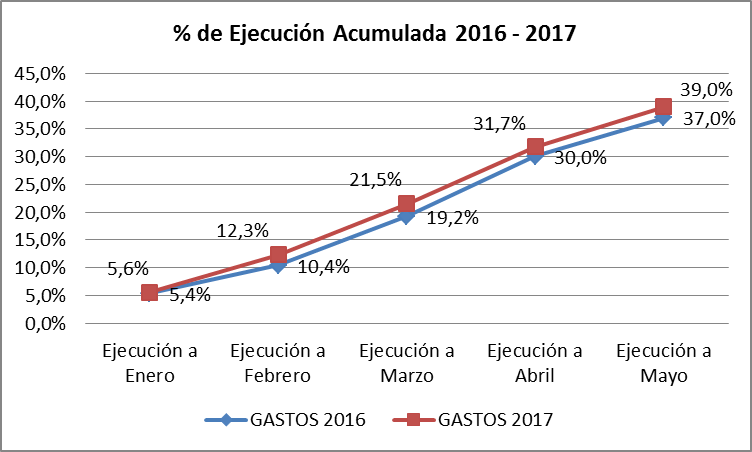 % de Ejecución Acumulada 2016 - 2017
45,0%
40,0%
35,0%
30,0%
25,0%
20,0%
15,0%
10,0%
5,0%
0,0%
5,6%
5,4%
12,3%
10,4%
21,5%
19,2%
31,7%
30,0%
39,0%
37,0%
Ejecución a
Enero
Ejecución a
Febrero
Ejecución a
Marzo
Ejecución a
Abril
Ejecución a
Mayo
GASTOS 2016
GASTOS 2017